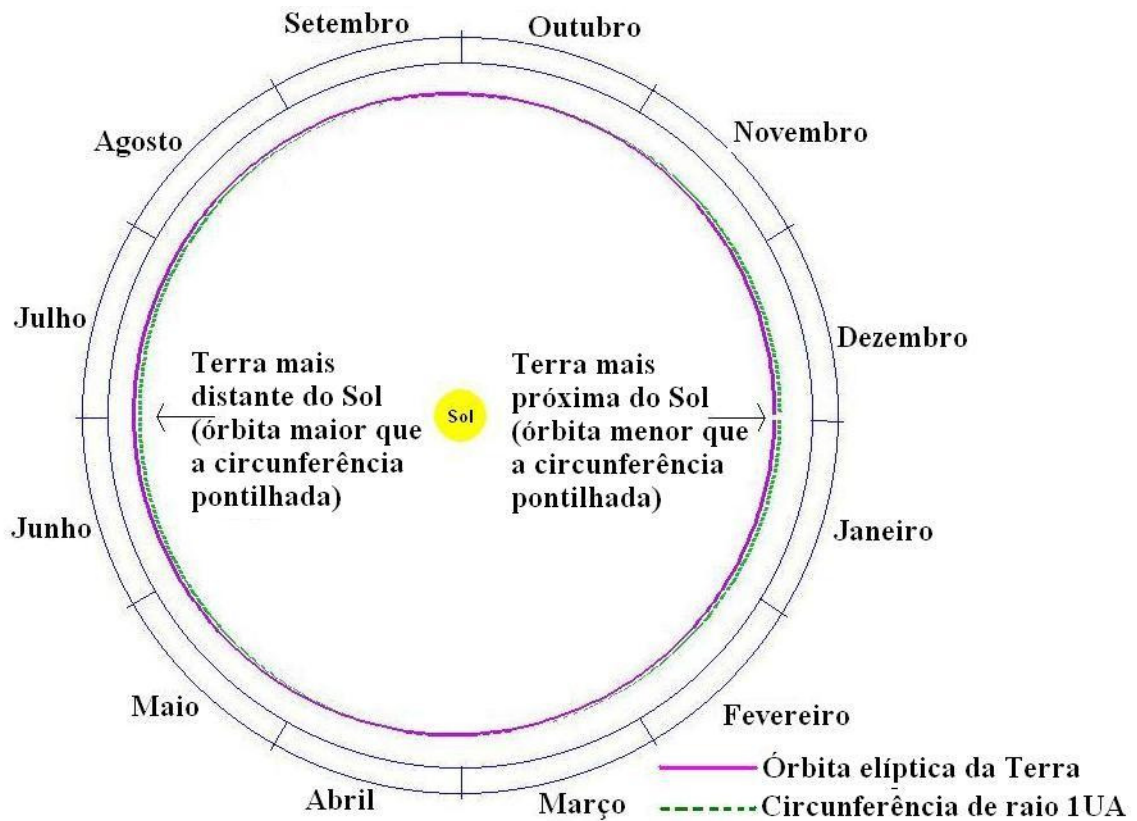 Setembro
Outubro
Agosto
Novembro
Julho
Dezembro
Terra mais
distante do Sol
(órbita maior que
a circunferência
pontilhada)
Sol
Terra mais
próxima do Sol
(órbita menor que
a circunferência
pontilhada)
Junho
Janeiro
Maio
Fevereiro
Abril
Março
Órbita elíptica da Terra
Circunferência de raio 1UA